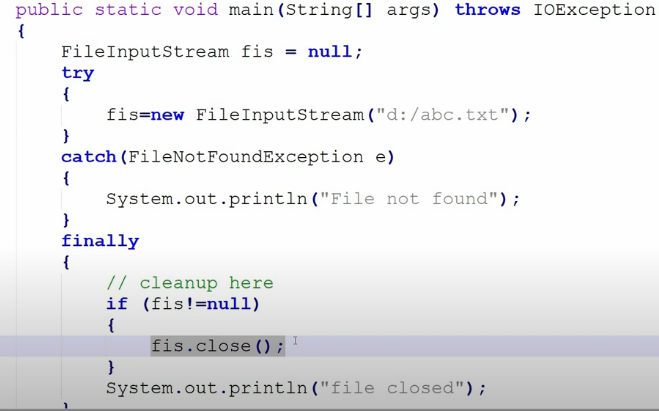 public static void main(String[] args) throws IOException
{
FileInputStream fis = null;
try
{
fis=new FileInputStream("d:/abc.txt");
}
catch(FileNotFoundException e)
{
System.out.println("File not found");
}
finally
{
// cleanup here
if (fis!=null)
{
fis.close();
}
System.out.println("file closed");
}